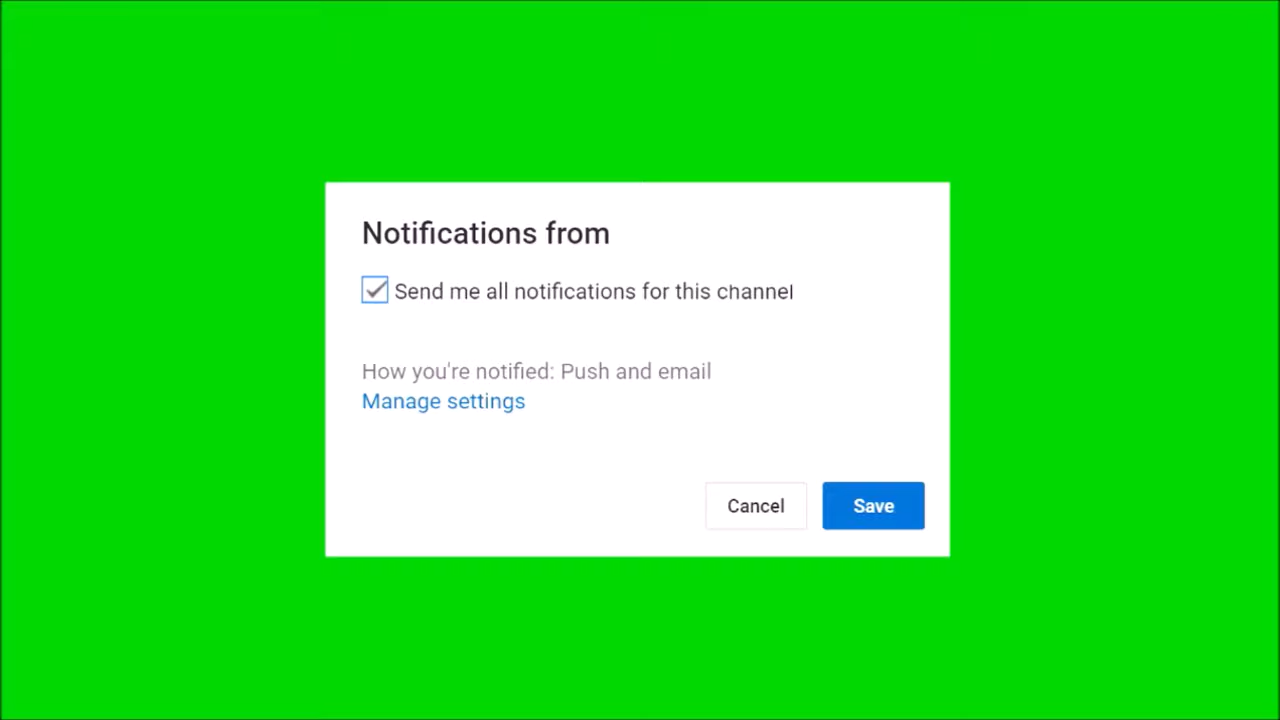 Notifications from
Send me all notifications for this channel
How you're notified: Push and email
Manage settings
Cancel
Save